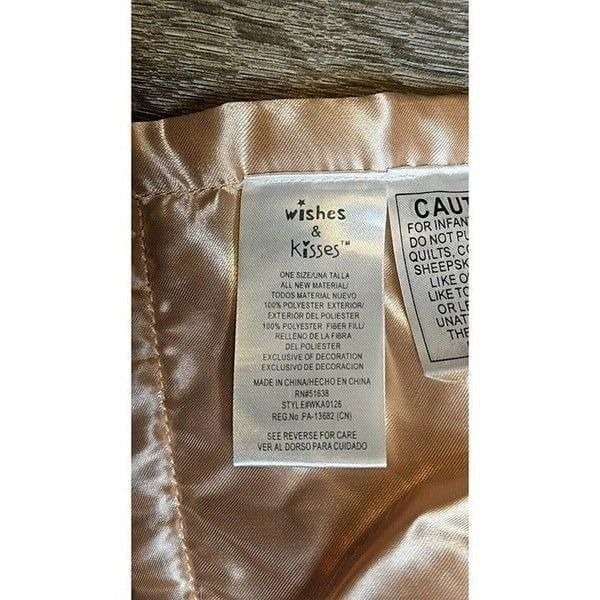 wishes
&
kisses™
ONE SIZE/UNA TALLA
ALL NEW MATERIAL/
TODOS MATERIAL NUEVO
100% POLYESTER EXTERIOR/
EXTERIOR DEL POLIESTER
100% POLYESTER FIBER FILL/
RELLENO DE LA FIBRA
DEL POLIESTER
EXCLUSIVE OF DECORATION
EXCLUSIVO DE DECORACION
MADE IN CHINA/HECHO EN CHINA
RN#51638
STYLE#WKA0126
REG.No .PA-13682 (CN)
SEE REVERSE FOR CARE
VER AL DORSO PARA CUIDADO
CAUT
FOR INFAN
DO NOT PU
QUILTS, CO
SHEEPSK
LIKE O
LIKE TO
OR LE
UNAT
THE